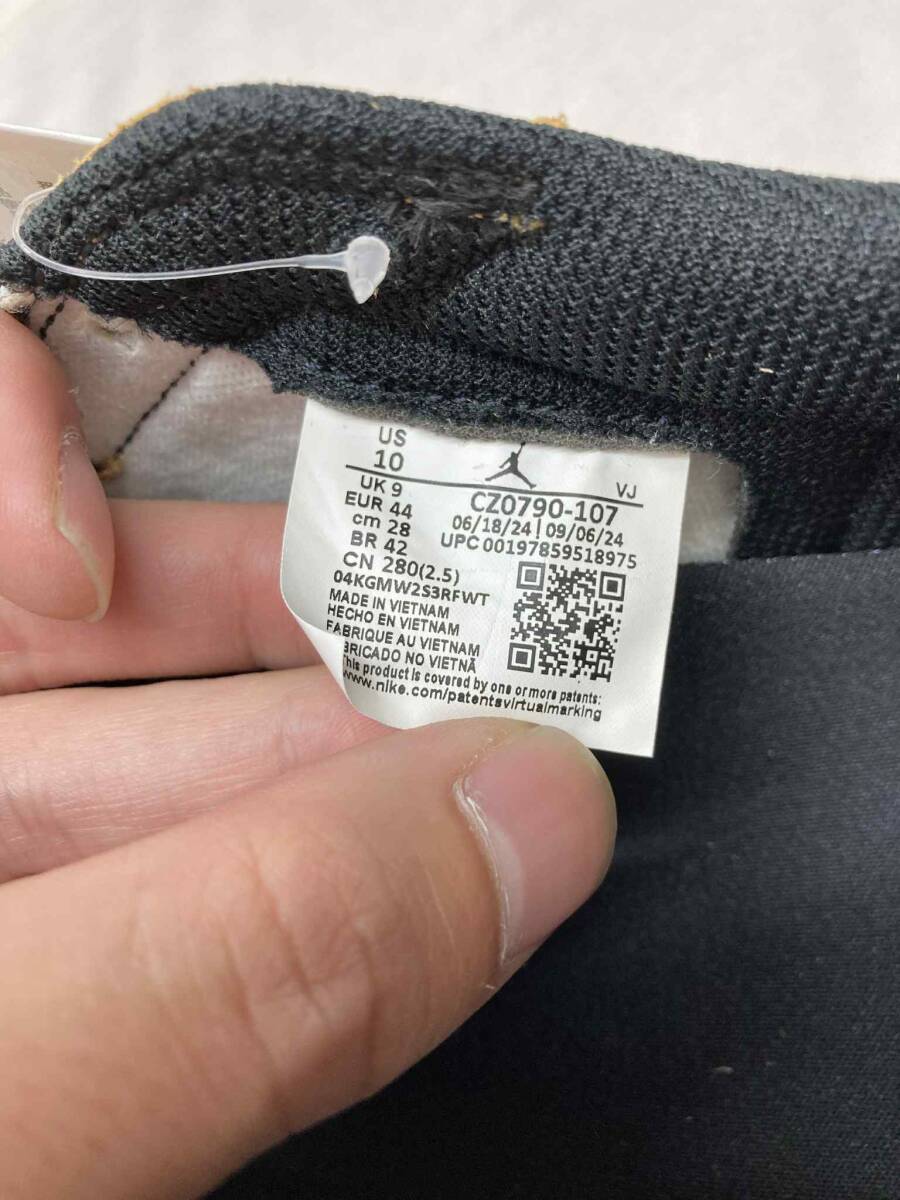 US
10
UK 9
EUR 44
cm 28
BR 42
CN 280(2.5)
VJ
CZ0790-107
06/18/24|09/06/24
UPC 00197859518975
04KGMW2S3RFWT
MADE IN VIETNAM
HECHO EN VIETNAM
FABRIQUE AU VIETNAM
BRICADO NO VIETNÃ
This product is covered by one or more patents:
www.nike.com/patentsvirtualmarking